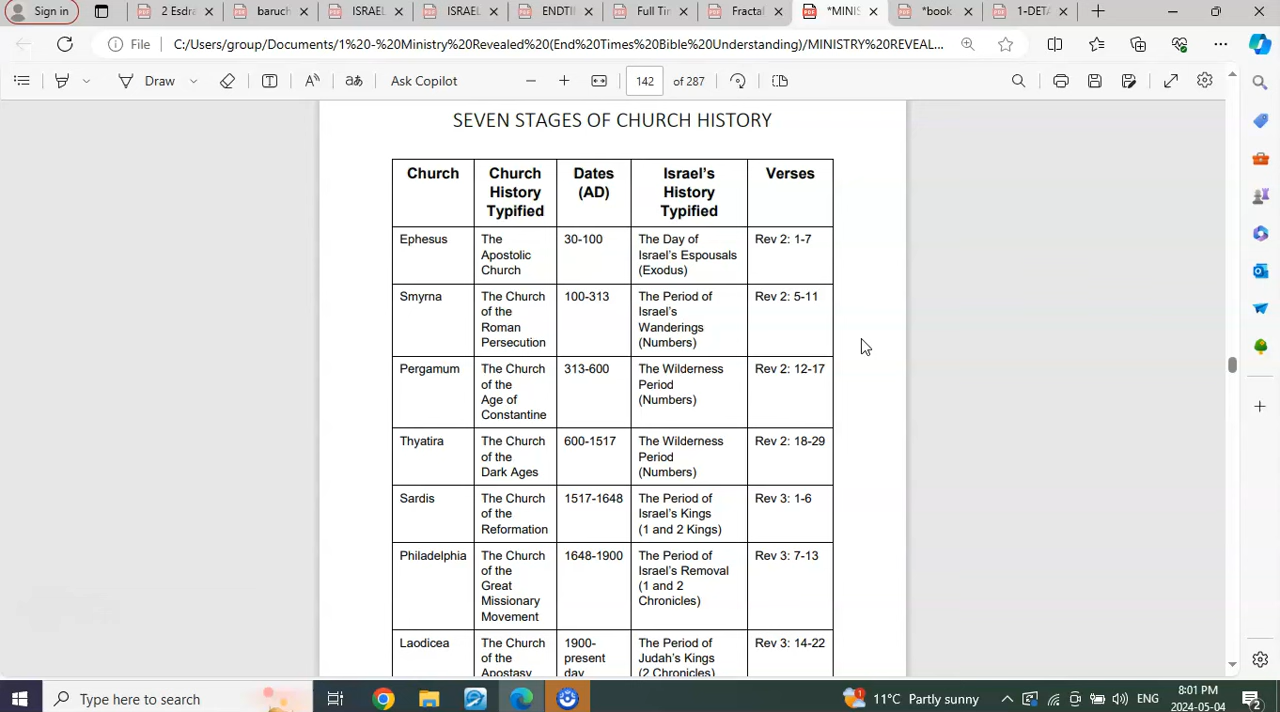 Sign in
2 Esdra
baruch
ISRAEL
ISRAEL
ENDTII
Full Tir
Fractal
*MINIS
*book
1-DETA
File
C:/Users/group/Documents/1%20-%20Ministry%20Revealed%20(End%20Times%20Bible%20Understanding)/MINISTRY%20REVEAL...
Draw
Ask Copilot
142 of 287
SEVEN STAGES OF CHURCH HISTORY
Church
Church
History
Typified
Dates
(AD)
Israel's
History
Typified
Verses
Ephesus
The
Apostolic
Church
30-100
The Day of
Israel's Espousals
(Exodus)
Rev 2: 1-7
Smyrna
The Church
of the
Roman
Persecution
100-313
The Period of
Israel's
Wanderings
(Numbers)
Rev 2: 5-11
Pergamum
The Church
of the
Age of
Constantine
313-600
The Wilderness
Period
(Numbers)
Rev 2: 12-17
Thyatira
The Church
of the
Dark Ages
600-1517
The Wilderness
Period
(Numbers)
Rev 2: 18-29
Sardis
The Church
of the
Reformation
1517-1648
The Period of
Israel's Kings
(1 and 2 Kings)
Rev 3: 1-6
Philadelphia
The Church
of the
Great
Missionary
Movement
1648-1900
The Period of
Israel's Removal
(1 and 2
Chronicles)
Rev 3: 7-13
Laodicea
The Church
of the
Apostasy
1900-
present
day
The Period of
Judah's Kings
(2 Chronicles)
Rev 3: 14-22
Type here to search
11°C Partly sunny
ENG
8:01 PM
2024-05-04